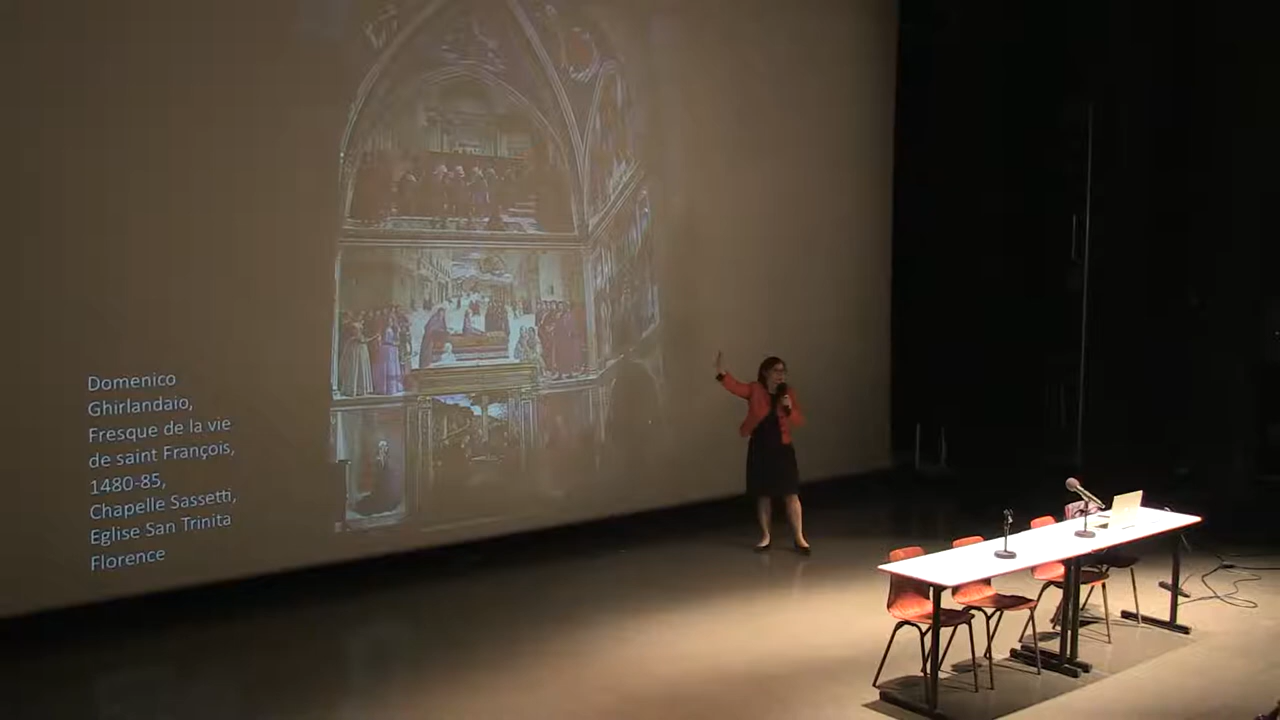 Domenico
Ghirlandaio,
Fresque de la vie
de saint François,
1480-85,
Chapelle Sassetti,
Eglise San Trinita
Florence